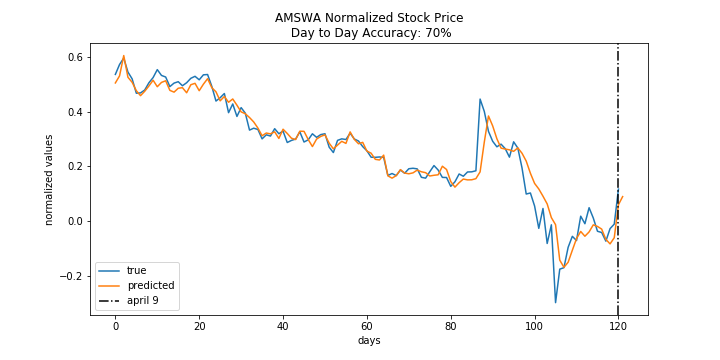 AMSWA Normalized Stock Price
Day to Day Accuracy: 70%
normalized values
0.6
0.4
0.2
0.0
−0.2
true
predicted
april 9
0
20
40
60
80
100
120
days